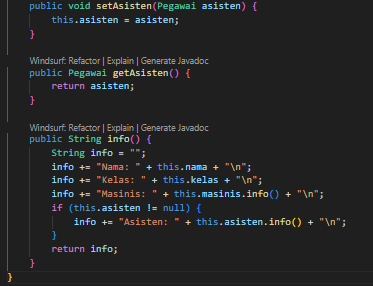 public void setAsisten(Pegawai asisten) {
this.asisten = asisten;
}
Windsurf: Refactor | Explain | Generate Javadoc
public Pegawai getAsisten() {
return asisten;
}
Windsurf: Refactor | Explain | Generate Javadoc
public String info() {
String info = "";
info += "Nama: " + this.nama + "\n";
info += "Kelas: " + this.kelas + "\n";
info += "Masinis: " + this.masinis.info() + "\n";
if (this.asisten != null) {
info += "Asisten: " + this.asisten.info() + "\n";
}
return info;
}
}